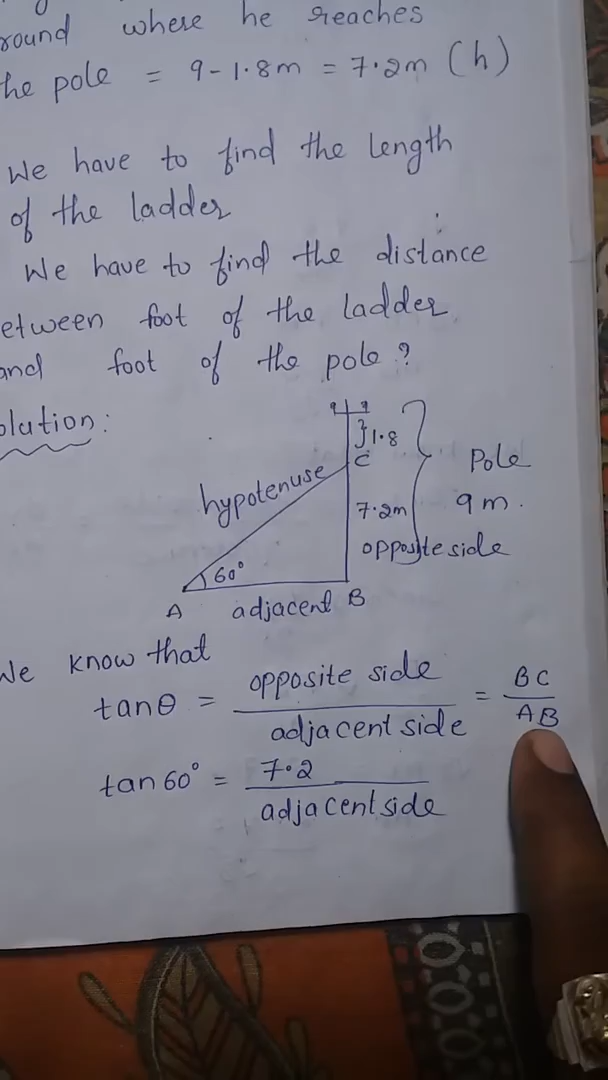 round where he reaches
he pole = 9 - 1.8m = 7.2m (h)
We have to find the length
of the ladder
We have to find the distance
etween foot of the ladder
and foot of the pole?
olution:
}1.8
C
Pole
hypotenuse
7.2m
9m.
opposite side
60°
A adjacent B
We know that
tanθ = opposite side / adjacent side = BC / AB
tan 60° = 7.2 / adjacent side